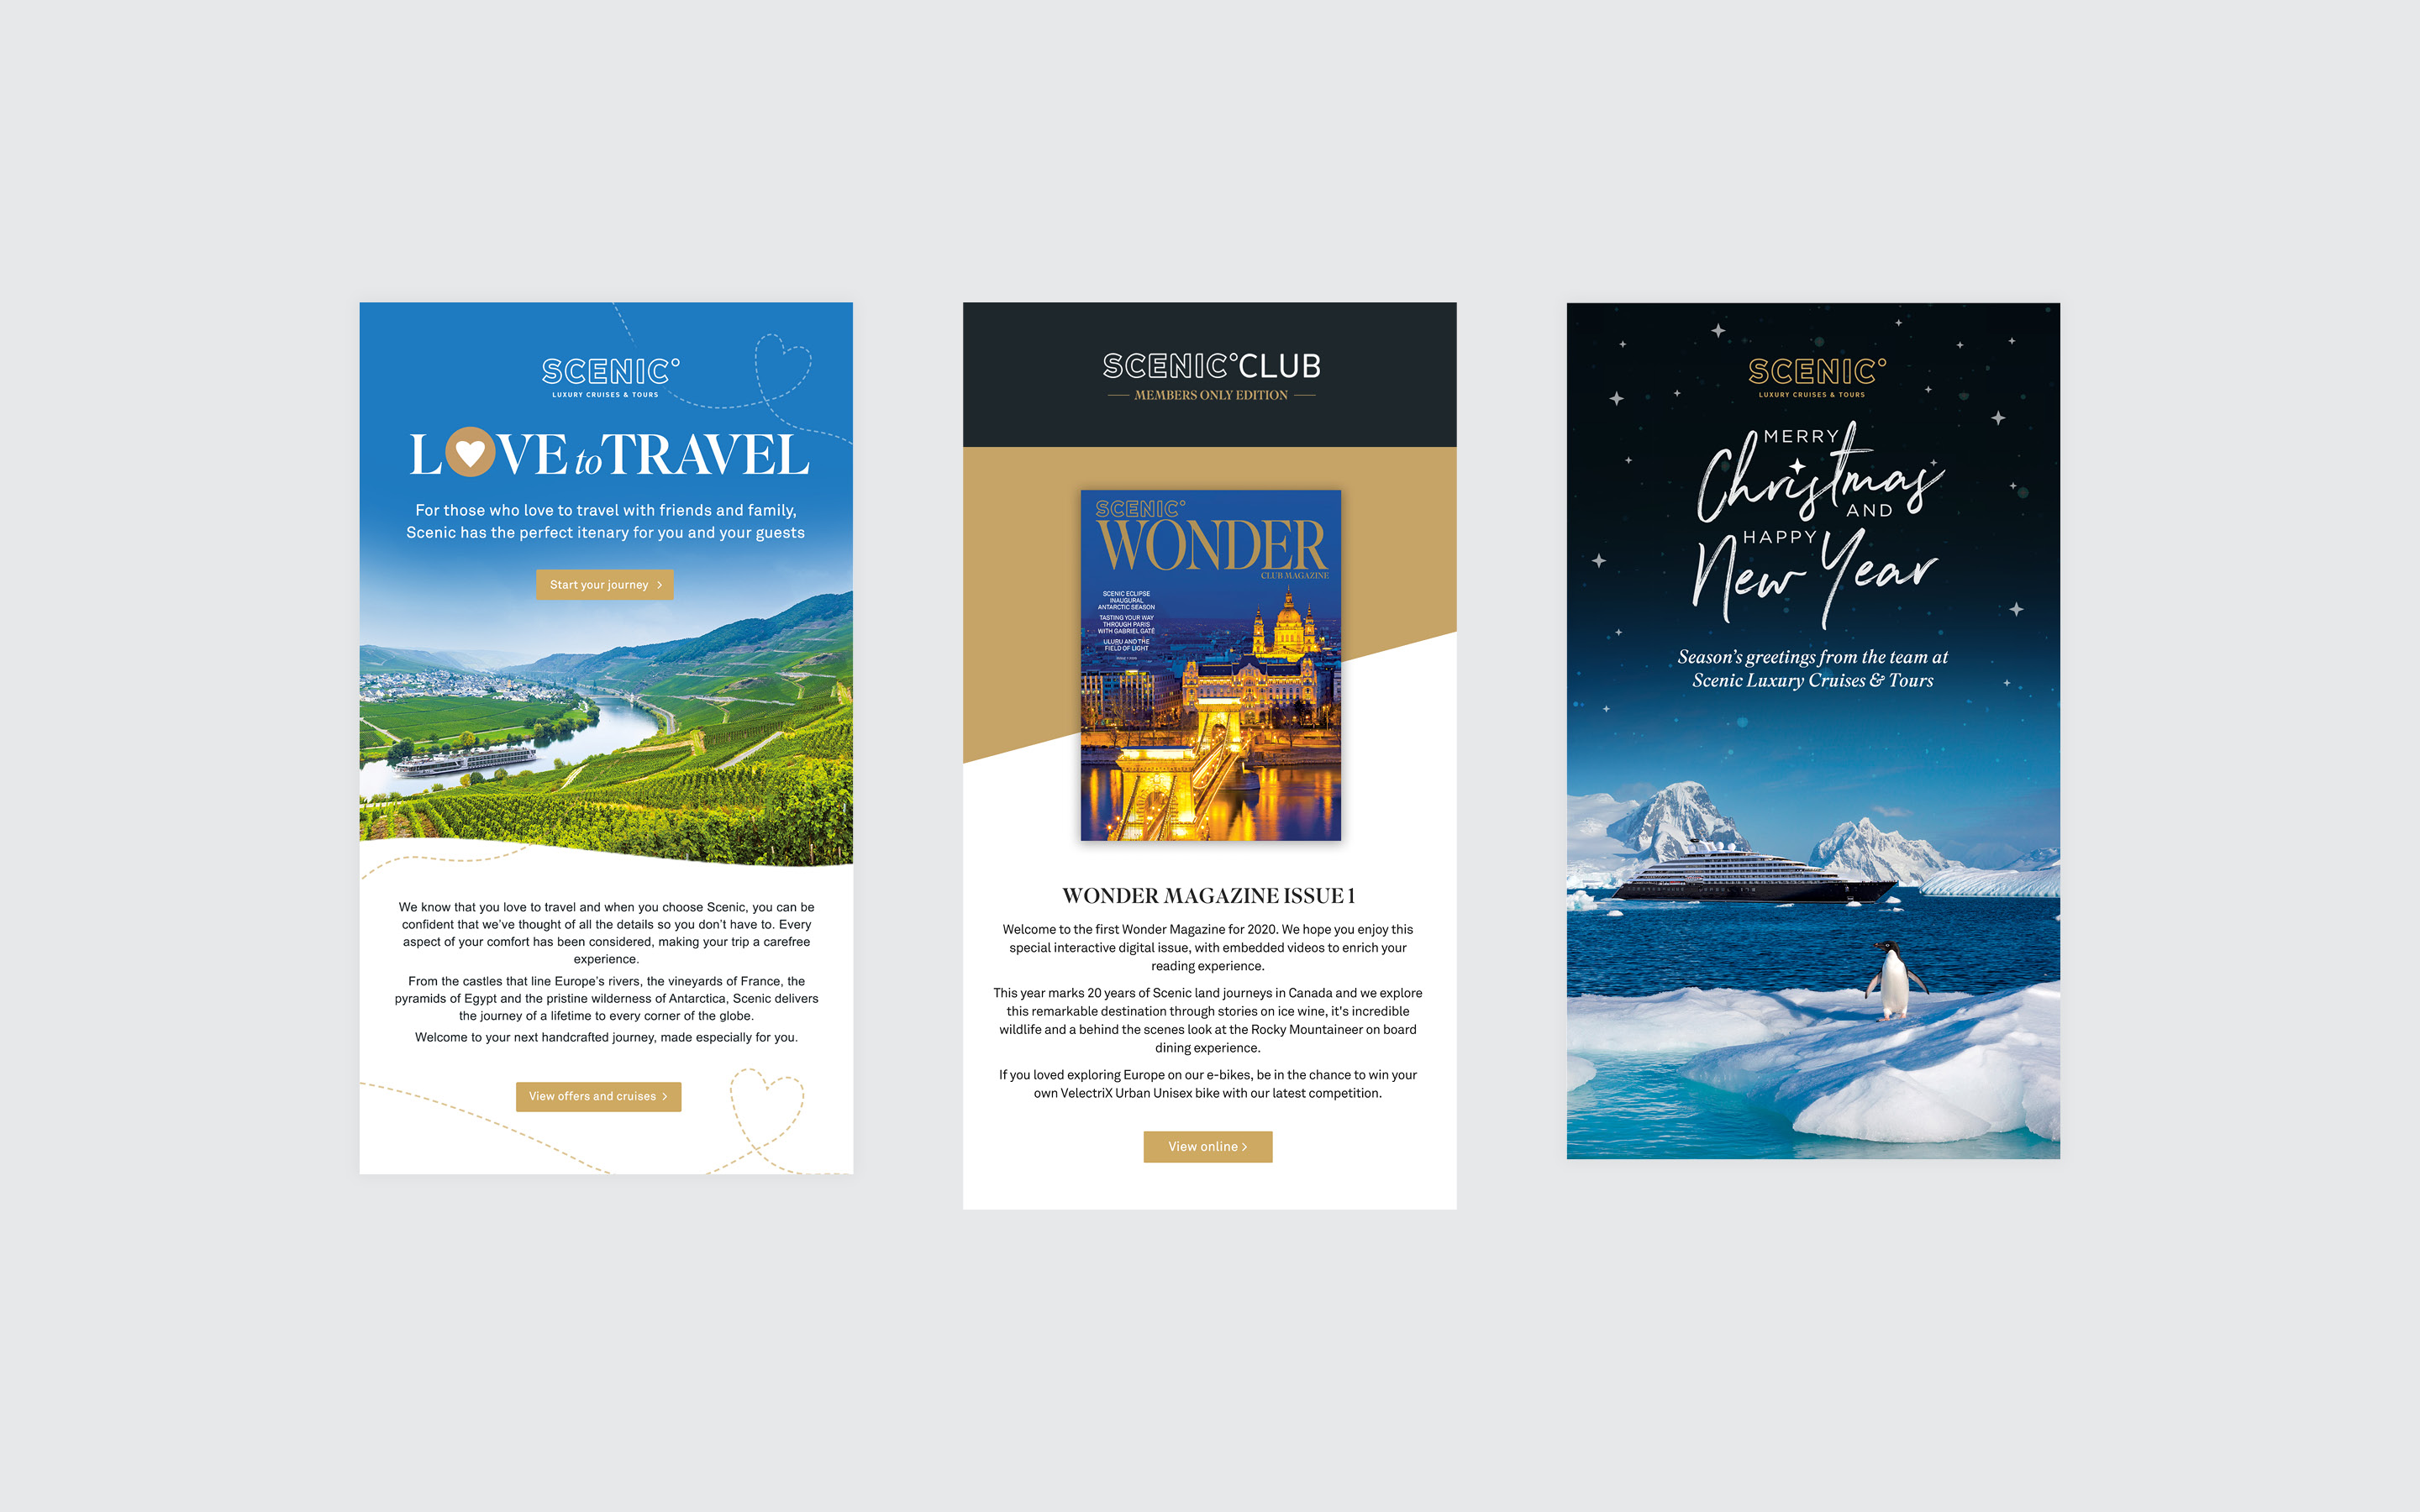 SCENIC°
LUXURY CRUISES & TOURS
LOVE to TRAVEL
For those who love to travel with friends and family,
Scenic has the perfect itenary for you and your guests
Start your journey >
We know that you love to travel and when you choose Scenic, you can be
confident that we've thought of all the details so you don't have to. Every
aspect of your comfort has been considered, making your trip a carefree
experience.
From the castles that line Europe's rivers, the vineyards of France, the
pyramids of Egypt and the pristine wilderness of Antarctica, Scenic delivers
the journey of a lifetime to every corner of the globe.
Welcome to your next handcrafted journey, made especially for you.
View offers and cruises >
SCENIC°CLUB
MEMBERS ONLY EDITION
SCENIC°
WONDER
CLUB MAGAZINE
SCENIC ECLIPSE
INAUGURAL
ANTARCTIC SEASON
TASTING YOUR WAY
THROUGH PARIS
WITH GABRIEL GATÉ
ULURU AND THE
FIELD OF LIGHT
WONDER MAGAZINE ISSUE 1
Welcome to the first Wonder Magazine for 2020. We hope you enjoy this
special interactive digital issue, with embedded videos to enrich your
reading experience.
This year marks 20 years of Scenic land journeys in Canada and we explore
this remarkable destination through stories on ice wine, it's incredible
wildlife and a behind the scenes look at the Rocky Mountaineer on board
dining experience.
If you loved exploring Europe on our e-bikes, be in the chance to win your
own VelectriX Urban Unisex bike with our latest competition.
View online >
SCENIC°
LUXURY CRUISES & TOURS
MERRY
Christmas
AND
HAPPY
New Year
Season's greetings from the team at
Scenic Luxury Cruises & Tours